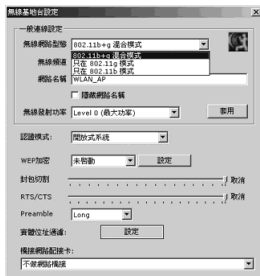 無線基地台設定
一般連線設定
無線網路型態 802.11b+g 混合模式
802.11b+g 混合模式
只在 802.11g 模式
只在 802.11b 模式
無線頻道
網路名稱 WLAN_AP
隱藏網路名稱
無線發射功率 Level 0 (最大功率) 套用
認證模式: 開放式系統
WEP加密 未啓動 設定
封包切割 取消
RTS/CTS 取消
Preamble Long
實體位址過濾: 設定
橋接網路配接卡:
不做網路橋接